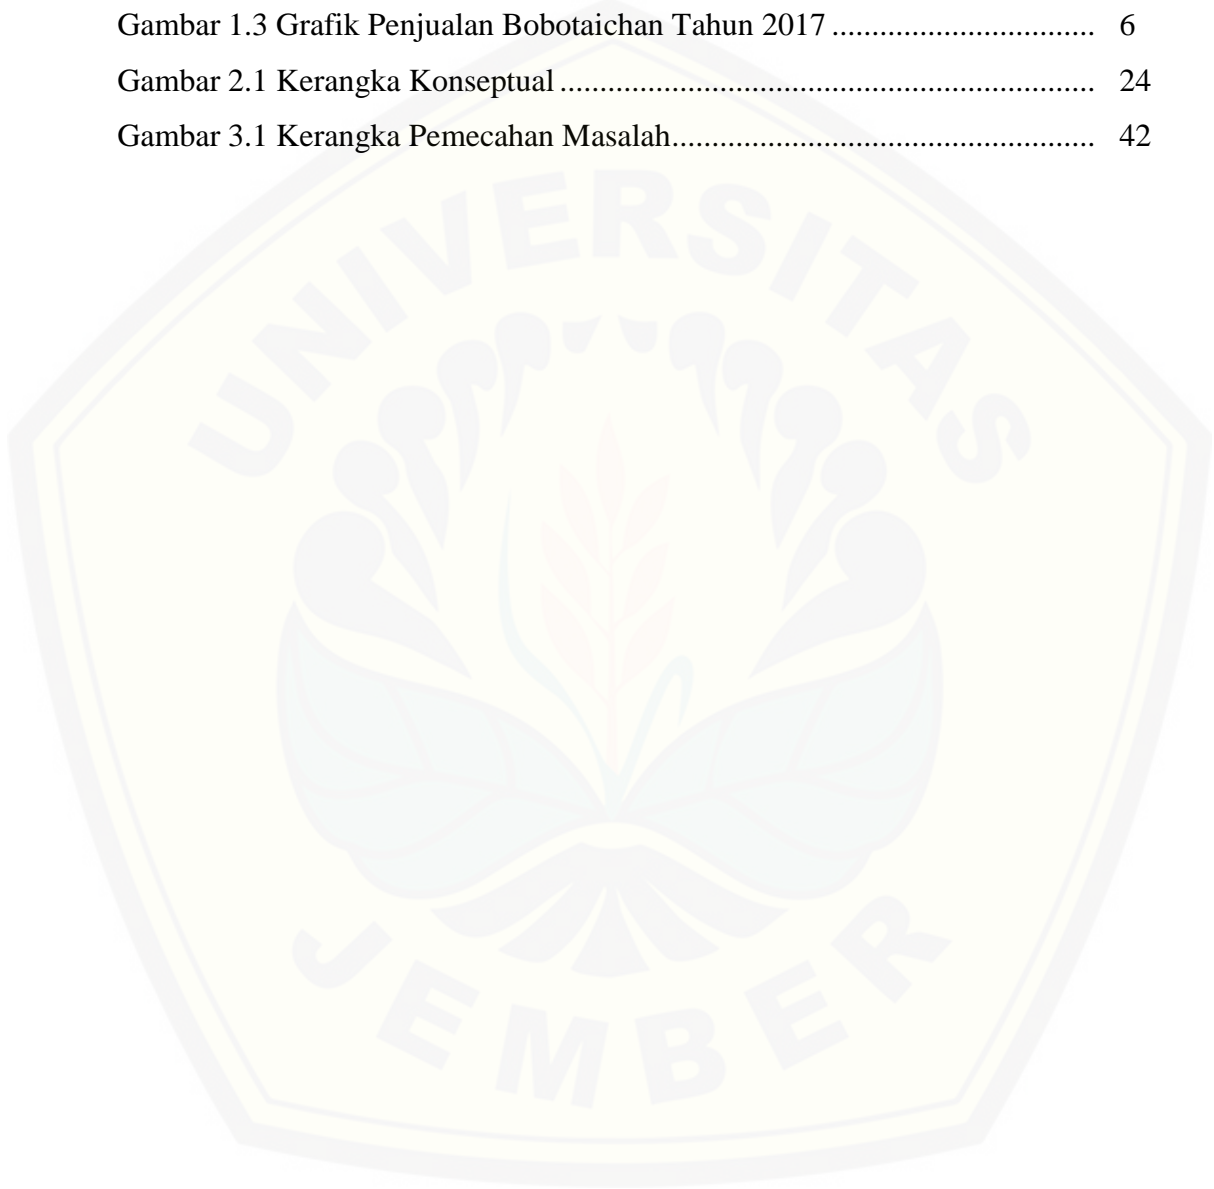 Gambar 1.3 Grafik Penjualan Bobotaichan Tahun 2017 ................................. 6
Gambar 2.1 Kerangka Konseptual ................................................................... 24
Gambar 3.1 Kerangka Pemecahan Masalah..................................................... 42
UNIVERSITAS
JEMBER